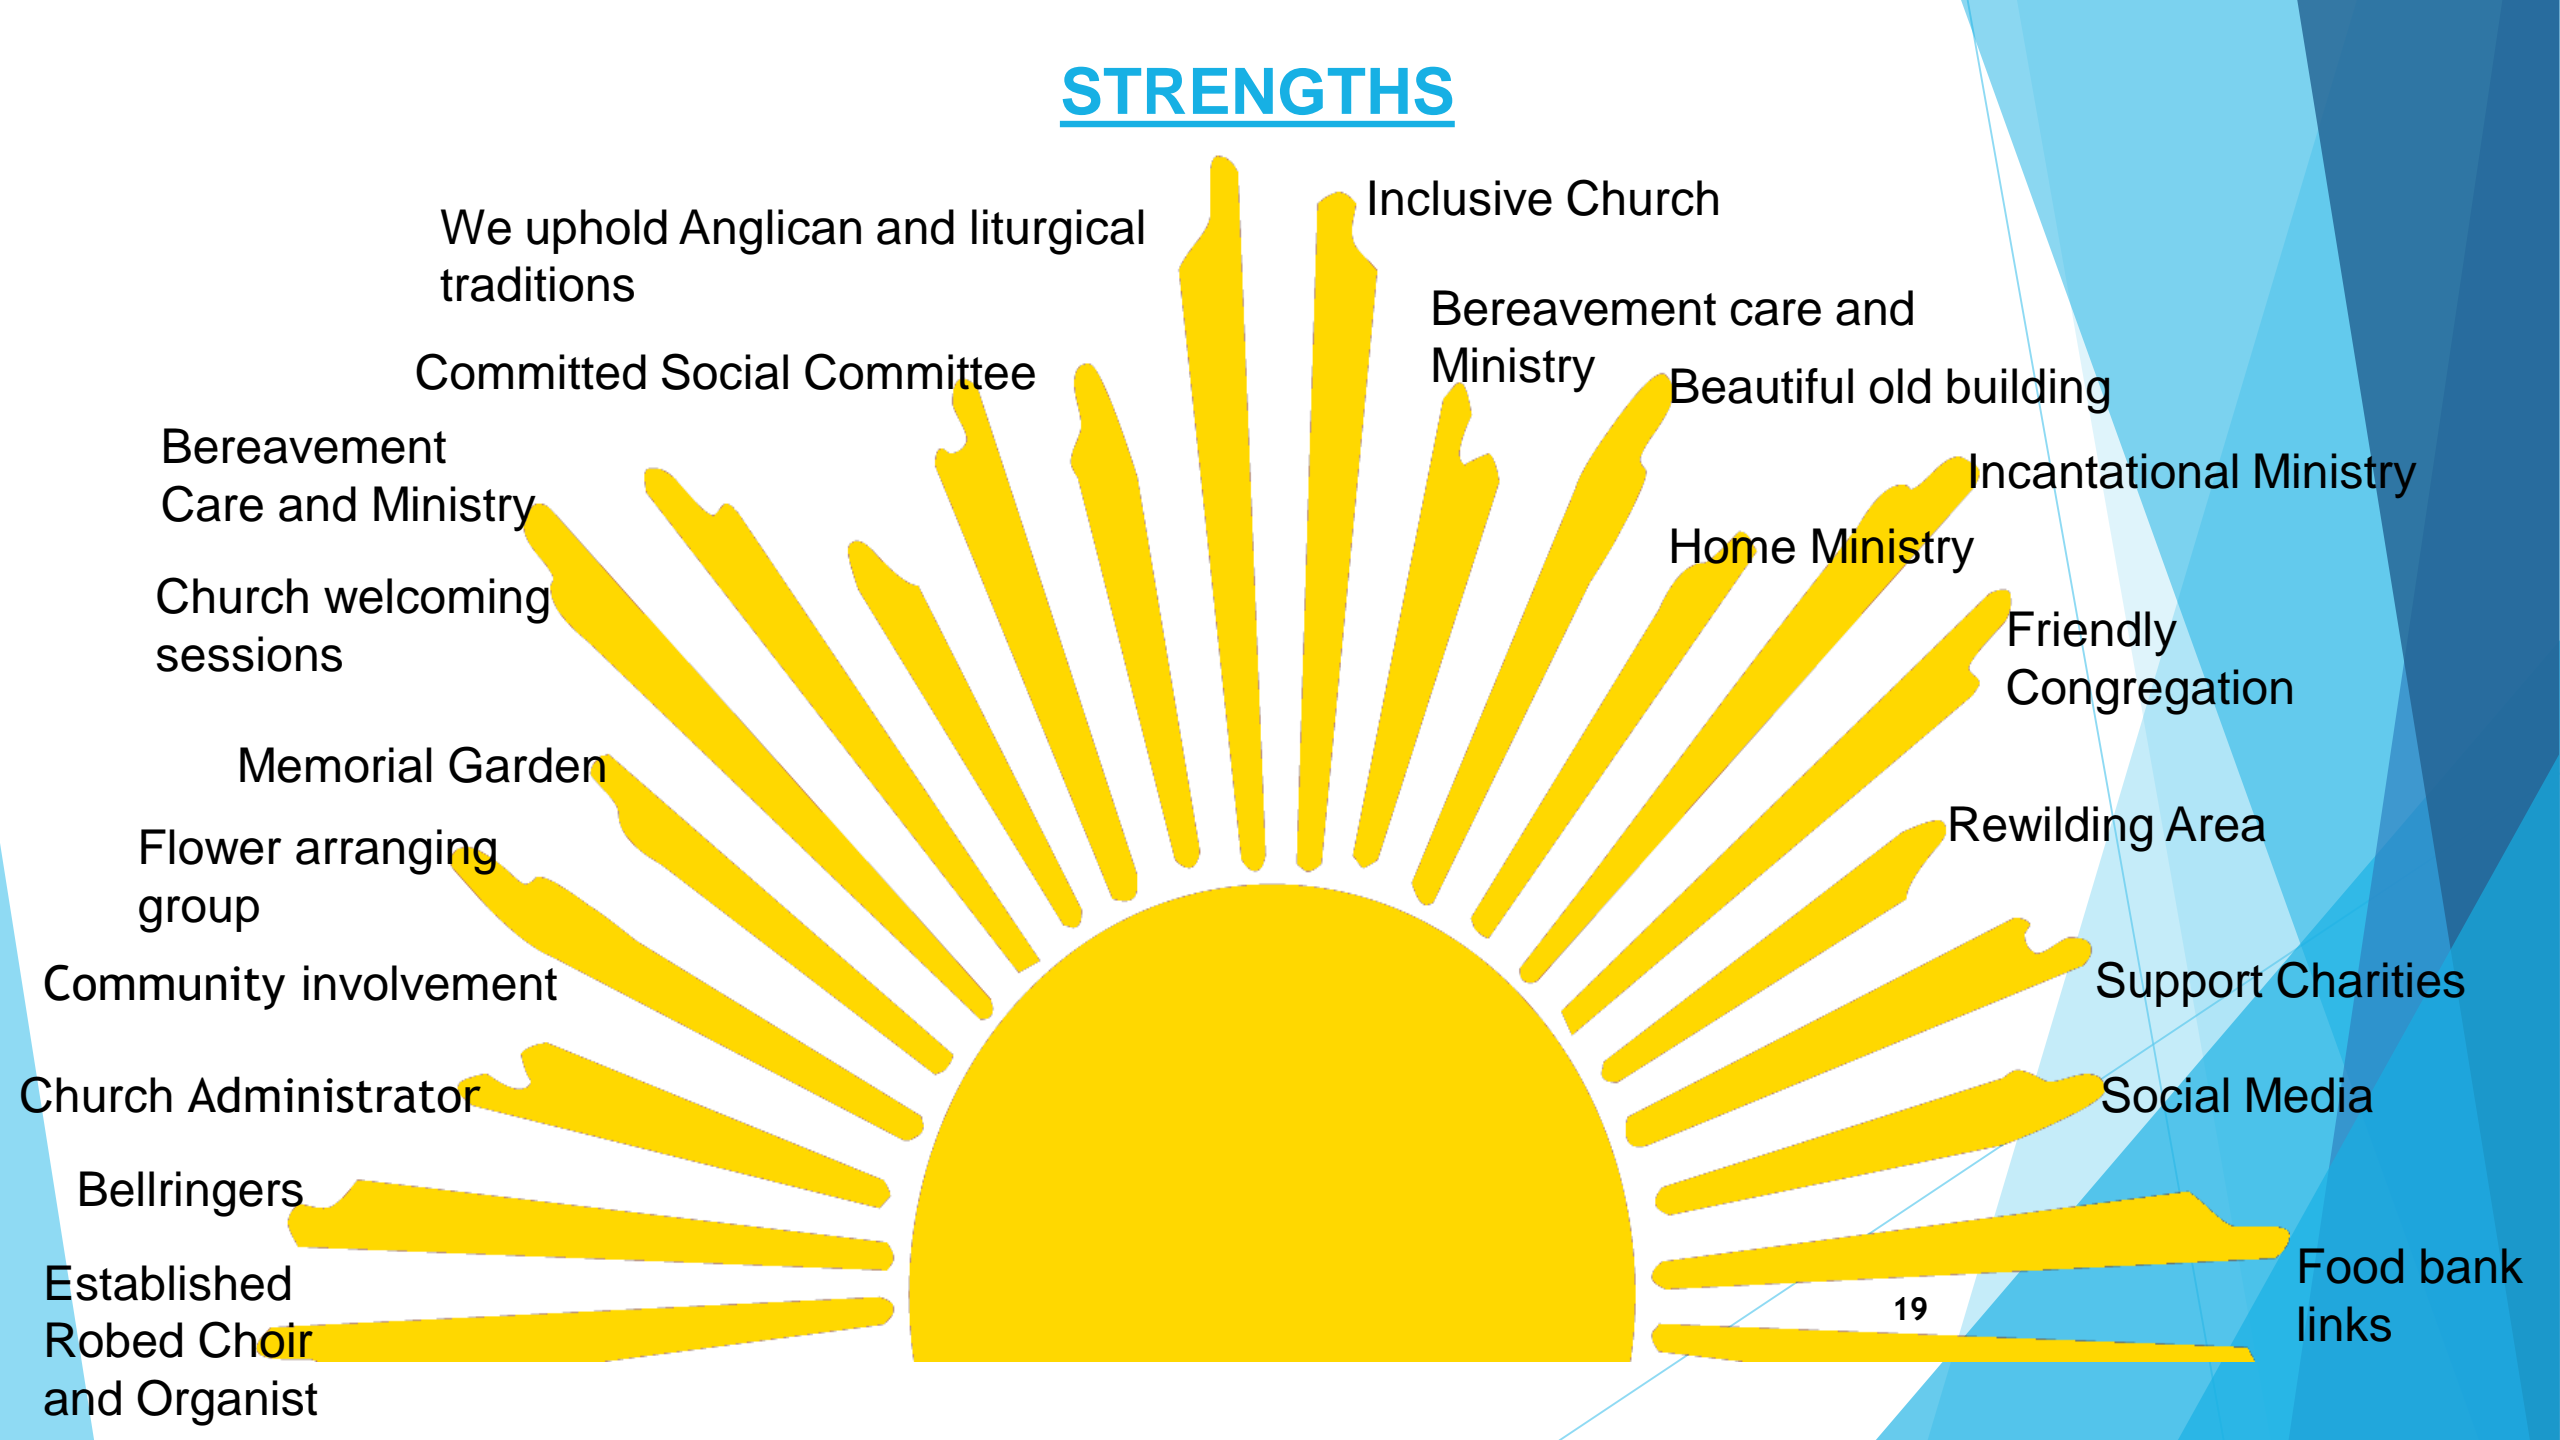 STRENGTHS
We uphold Anglican and liturgical
traditions
Committed Social Committee
Bereavement
Care and Ministry
Church welcoming
sessions
Memorial Garden
Flower arranging
group
Community involvement
Church Administrator
Bellringers
Established
Robed Choir
and Organist
Inclusive Church
Bereavement care and
Ministry
Beautiful old building
Incantational Ministry
Home Ministry
Friendly
Congregation
Rewilding Area
Support Charities
Social Media
Food bank
links
19